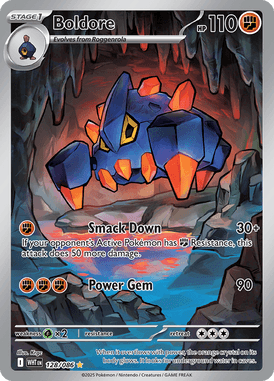 STAGE 1
Boldore
HP 110
Evolves from Roggenrola
Smack Down 30+
If your opponent's Active Pokémon has Resistance, this
attack does 50 more damage.
Power Gem 90
weakness ×2 resistance retreat
Illus. Krgc
I WHT EN 128/086
When it overflows with power, the orange crystal on its
body glows. It looks for underground water in caves.
©2025 Pokémon / Nintendo / Creatures / GAME FREAK